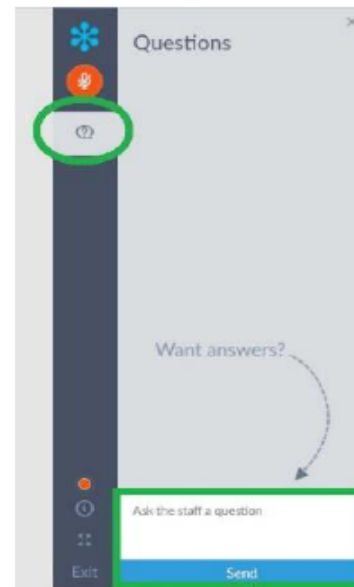 Questions
Want answers?
Ask the staff a question
Exit
Send